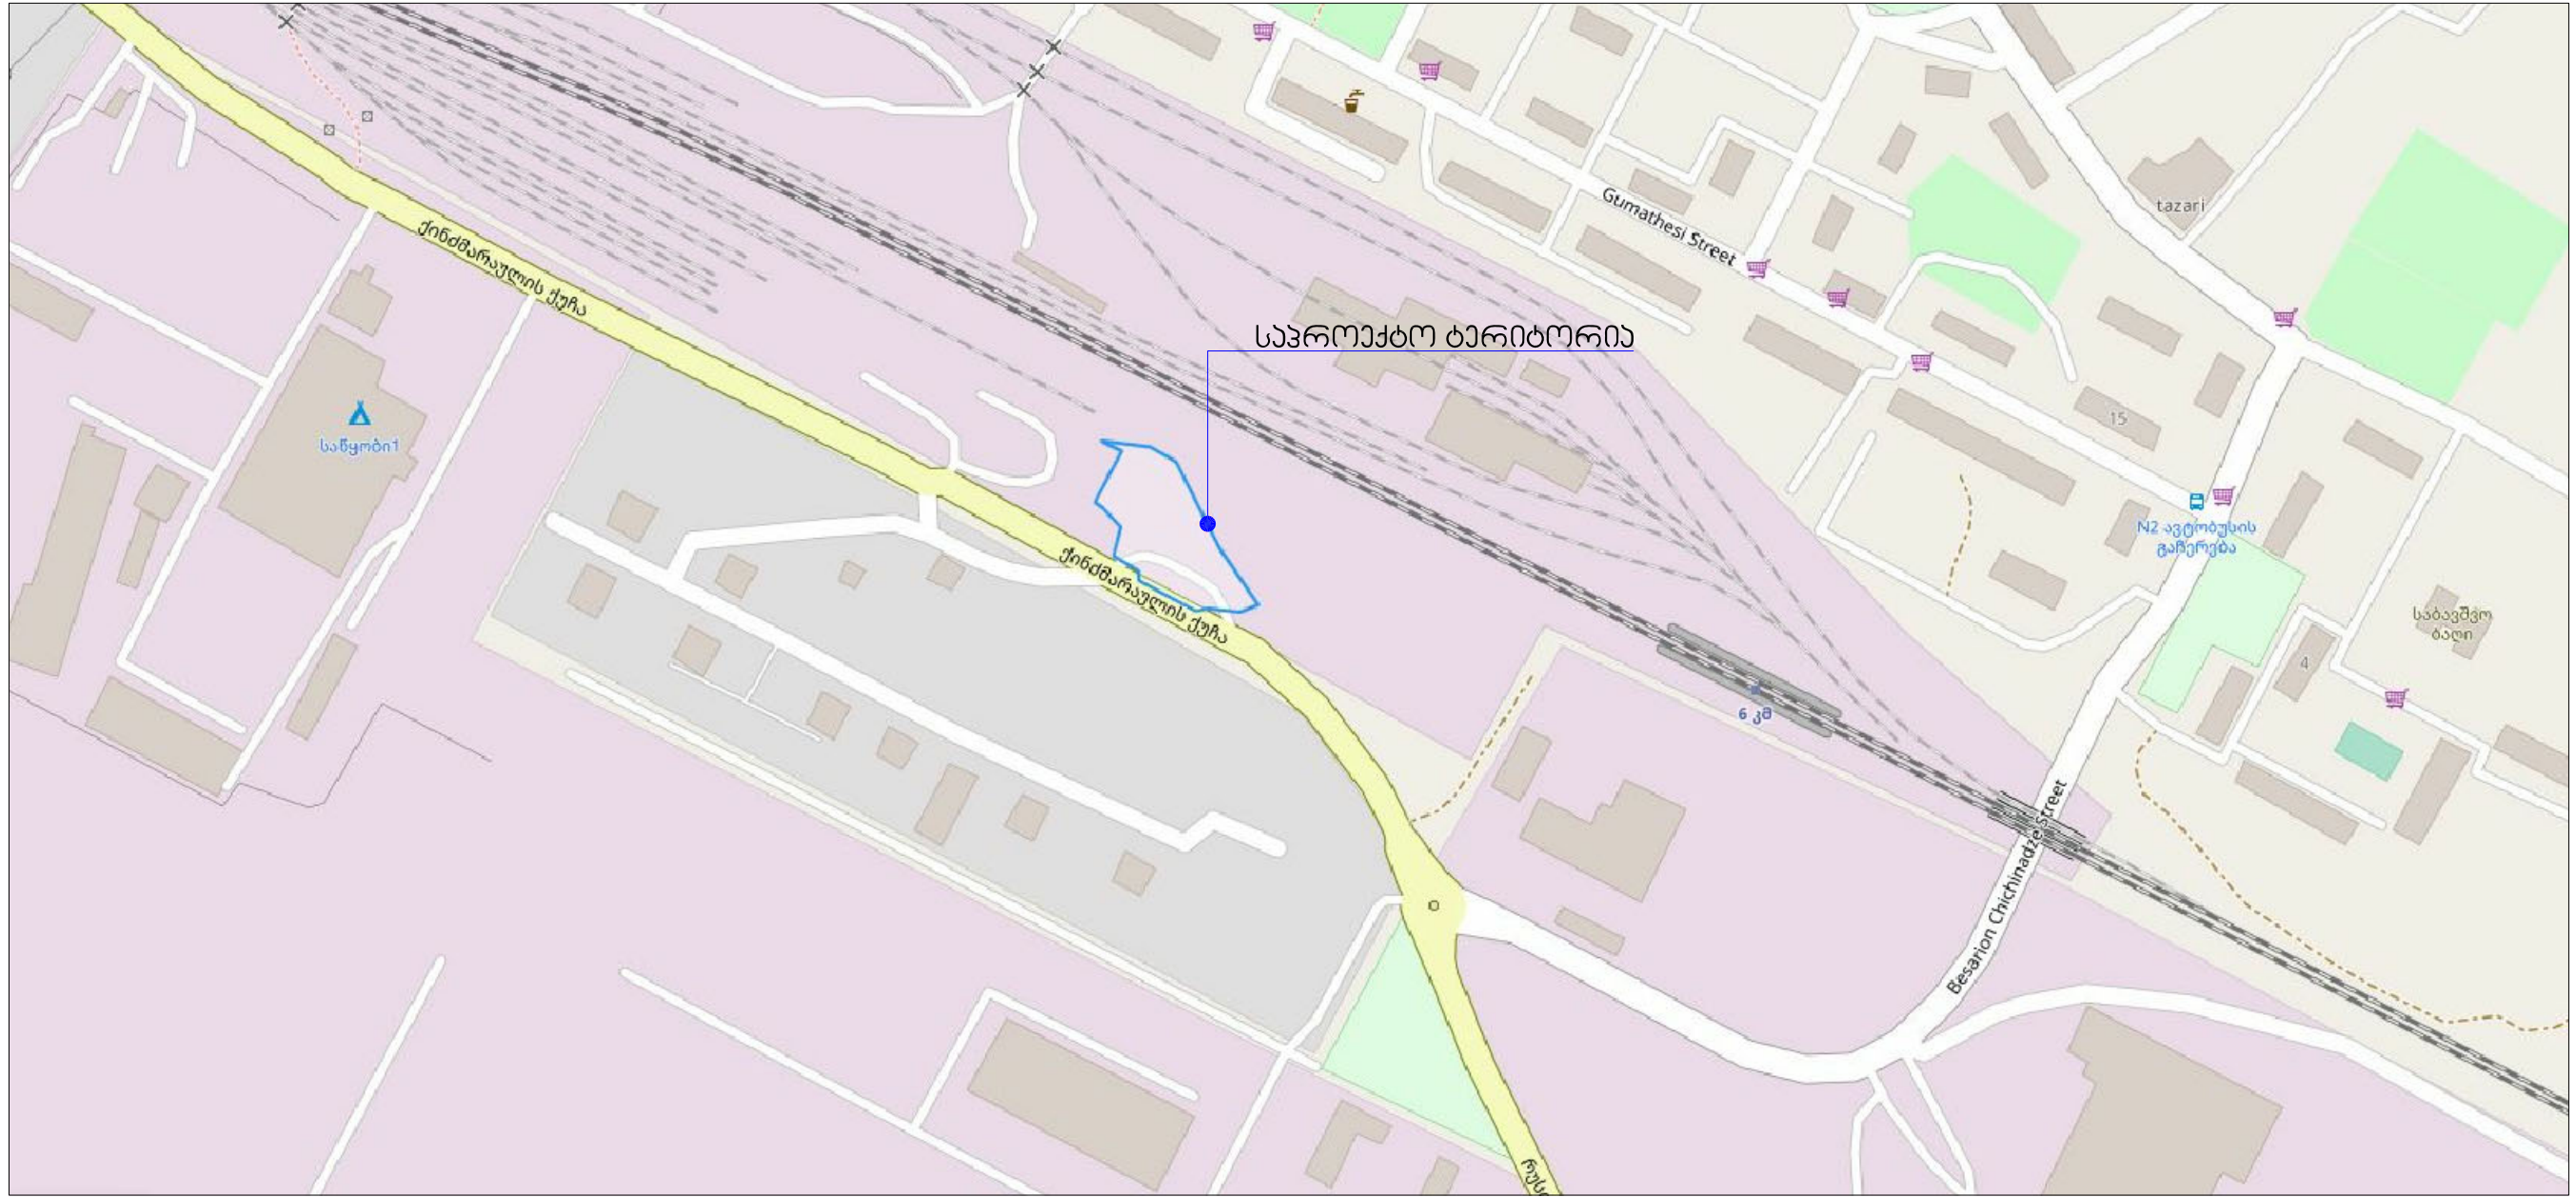 Gumathesi Street
tazari
ქინძმარაულის ქუჩა
საპროექტო ტერიტორია
საწყობი1
15
N2 ავტობუსის
გაჩერება
ქინძმარაულის ქუჩა
საბავშვო
ბაღი
4
6 კმ
Besarion Chichinadze Street